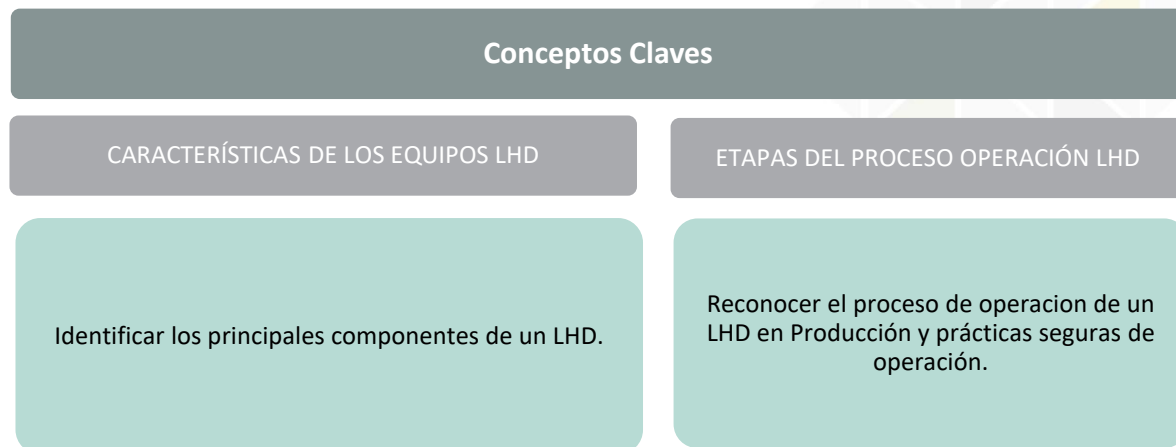 Conceptos Claves
CARACTERÍSTICAS DE LOS EQUIPOS LHD
ETAPAS DEL PROCESO OPERACIÓN LHD
Identificar los principales componentes de un LHD.
Reconocer el proceso de operacion de un
LHD en Producción y prácticas seguras de
operación.